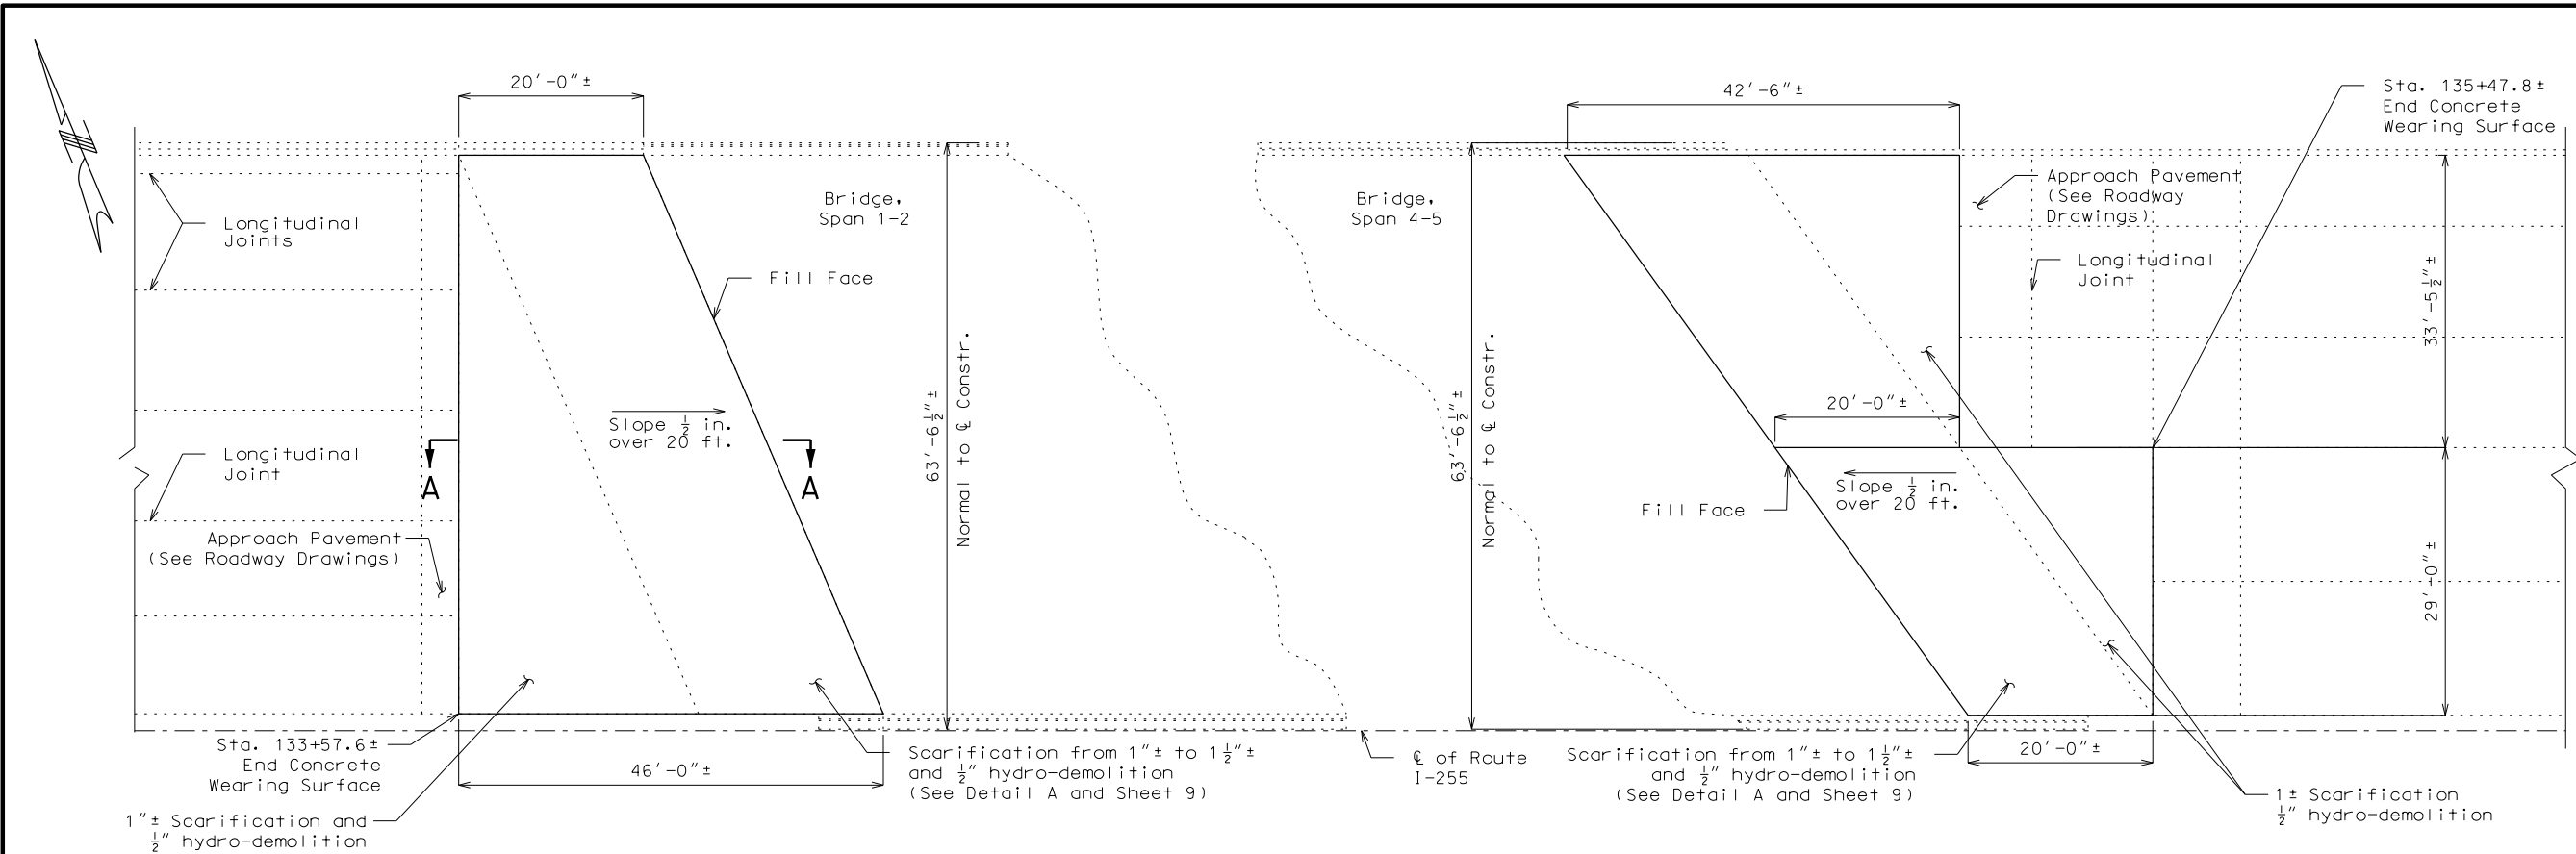 20'-0"±
42'-6"±
Sta. 135+47.8±
End Concrete
Wearing Surface
Longitudinal
Joints
Bridge,
Span 1-2
Bridge,
Span 4-5
Approach Pavement
(See Roadway
Drawings)
Fill Face
Longitudinal
Joint
33'-5½"±
63'-6½"±
Normal to ℄ Constr.
63'-6½"±
Normal to ℄ Constr.
Slope ½ in.
over 20 ft.
20'-0"±
A
A
Longitudinal
Joint
Slope ½ in.
over 20 ft.
Fill Face
Approach Pavement
(See Roadway Drawings)
29'-0"±
Sta. 133+57.6±
End Concrete
Wearing Surface
46'-0"±
Scarification from 1"± to 1½"±
and ½" hydro-demolition
(See Detail A and Sheet 9)
℄ of Route
I-255
Scarification from 1"± to 1½"±
and ½" hydro-demolition
(See Detail A and Sheet 9)
20'-0"±
1± Scarification
½" hydro-demolition
1"± Scarification and
½" hydro-demolition